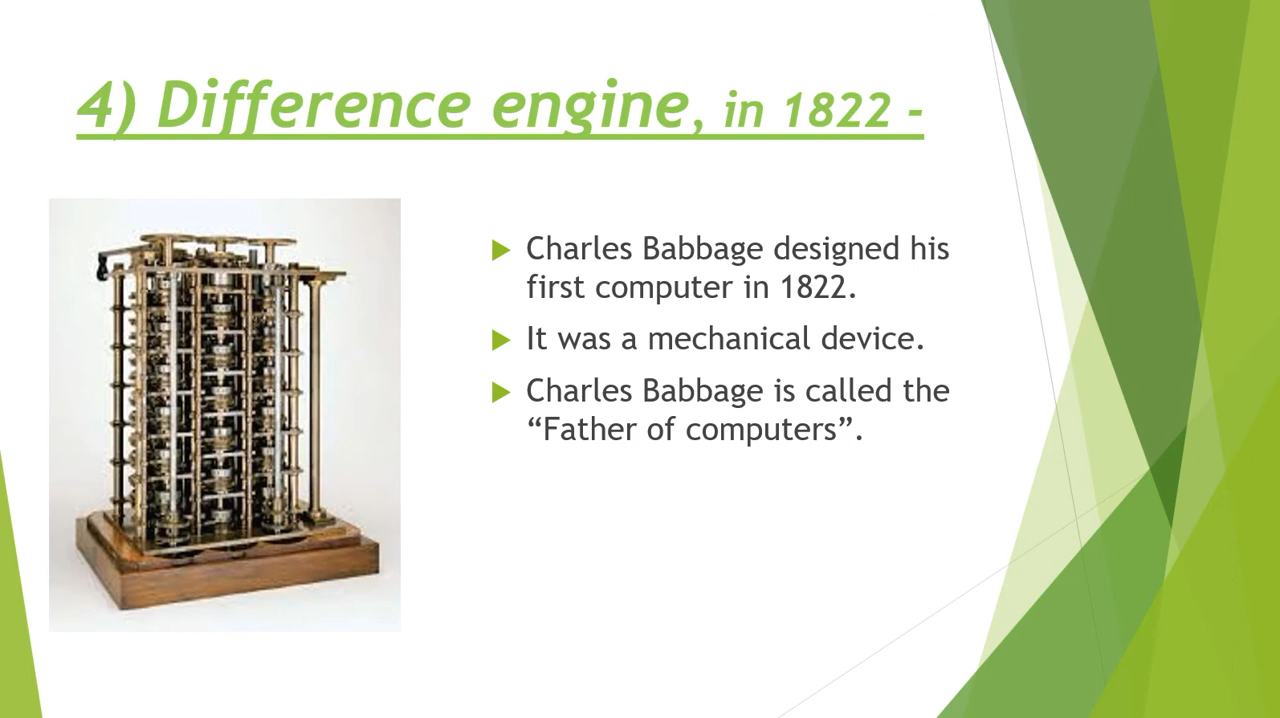 4) Difference engine, in 1822 -
Charles Babbage designed his
first computer in 1822.
It was a mechanical device.
Charles Babbage is called the
“Father of computers”.